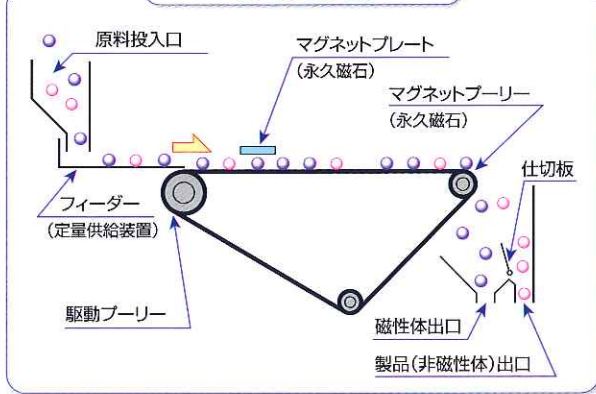 原料投入口
マグネットプレート
(永久磁石)
マグネットプーリー
(永久磁石)
仕切板
フィーダー
(定量供給装置)
駆動プーリー
磁性体出口
製品(非磁性体)出口